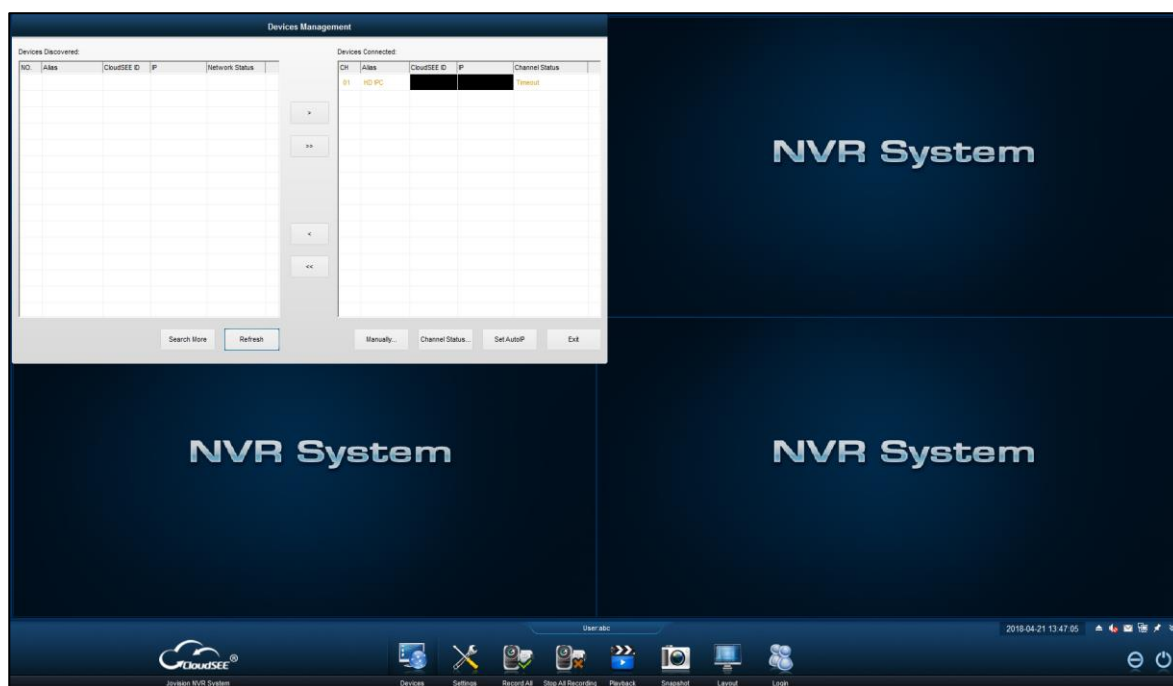 Devices Management
Devices Discovered:
Devices Connected:
NO. Alias CloudSEE ID IP Network Status
CH Alias CloudSEE ID IP Channel Status
01 HD IPC Timeout
>
>>
<
<<
Search More Refresh
Manually... Channel Status... Set AutoIP Exit
NVR System
NVR System
NVR System
User:abc
2018-04-21 13:47:05
CloudSEE®
Jovision NVR System
Devices Settings Record All Stop All Recording Playback Snapshot Layout Login